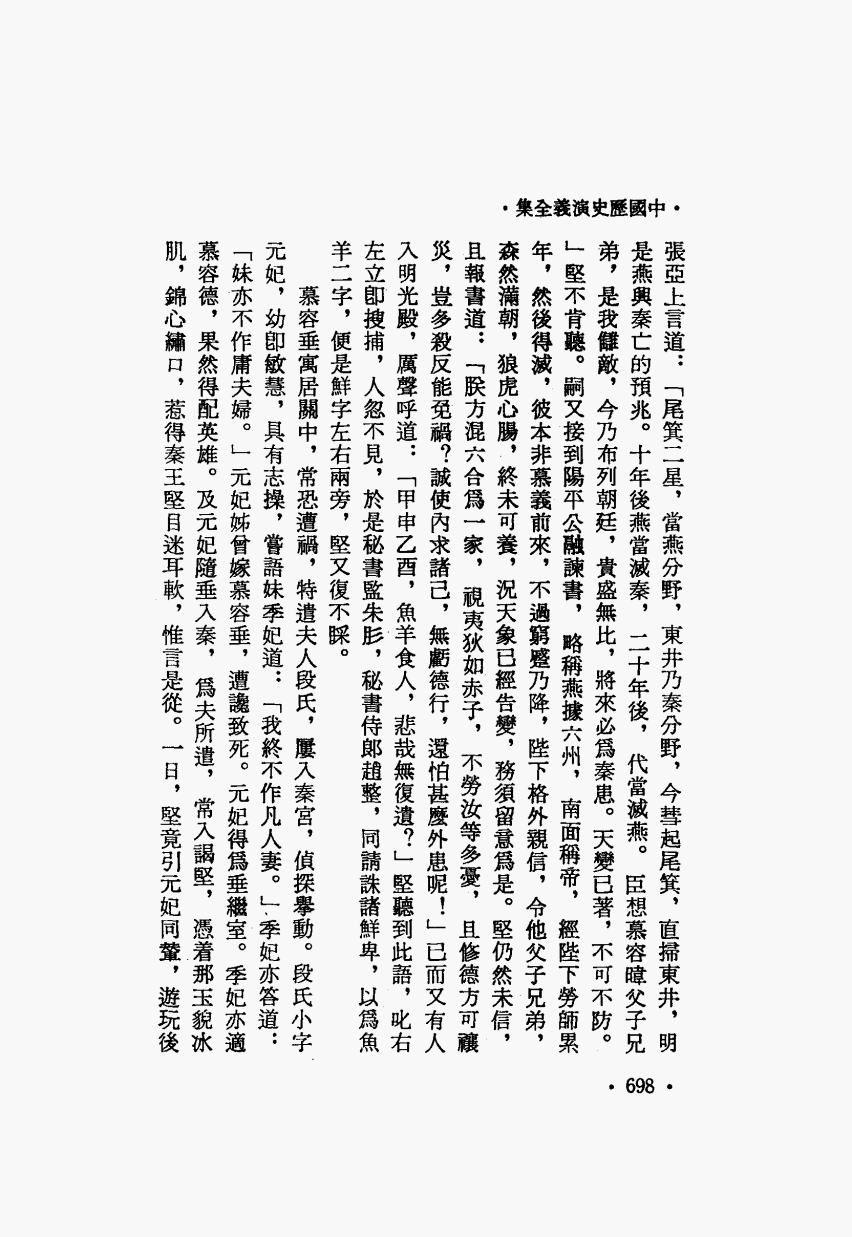 •中國歷史演義全集•
張亞上言道：「尾箕二星，當燕分野，東井乃秦分野，今彗起尾箕，直掃東井，明
是燕興秦亡的預兆。十年後燕當滅秦，二十年後，代當滅燕。臣想慕容暐父子兄
弟，是我讎敵，今乃布列朝廷，貴盛無比，將來必爲秦患。天變已著，不可不防。
」堅不肯聽。嗣又接到陽平公融諫書，略稱燕據六州，南面稱帝，經陛下勞師累
年，然後得滅，彼本非慕義前來，不過窮蹙乃降，陛下格外親信，令他父子兄弟，
森然滿朝，狼虎心腸，終未可養，況天象已經告變，務須留意爲是。堅仍然未信，
且報書道：「朕方混六合爲一家，視夷狄如赤子，不勞汝等多憂，且修德方可禳
災，豈多殺反能免禍？誠使內求諸己，無虧德行，還怕甚麼外患呢！」已而又有人
入明光殿，厲聲呼道：「甲申乙酉，魚羊食人，悲哉無復遺？」堅聽到此語，叱右
左立卽搜捕，人忽不見，於是秘書監朱肜，秘書侍郎趙整，同請誅諸鮮卑，以爲魚
羊二字，便是鮮字左右兩旁，堅又復不睬。
慕容垂寓居關中，常恐遭禍，特遣夫人段氏，屢入秦宮，偵探舉動。段氏小字
元妃，幼卽敏慧，具有志操，嘗語妹季妃道：「我終不作凡人妻。」季妃亦答道：
「妹亦不作庸夫婦。」元妃姊曾嫁慕容垂，遭讒致死。元妃得爲垂繼室。季妃亦適
慕容德，果然得配英雄。及元妃隨垂入秦，爲夫所遣，常入謁堅，憑着那玉貌冰
肌，錦心繡口，惹得秦王堅目迷耳軟，惟言是從。一日，堅竟引元妃同輦，遊玩後
•698•